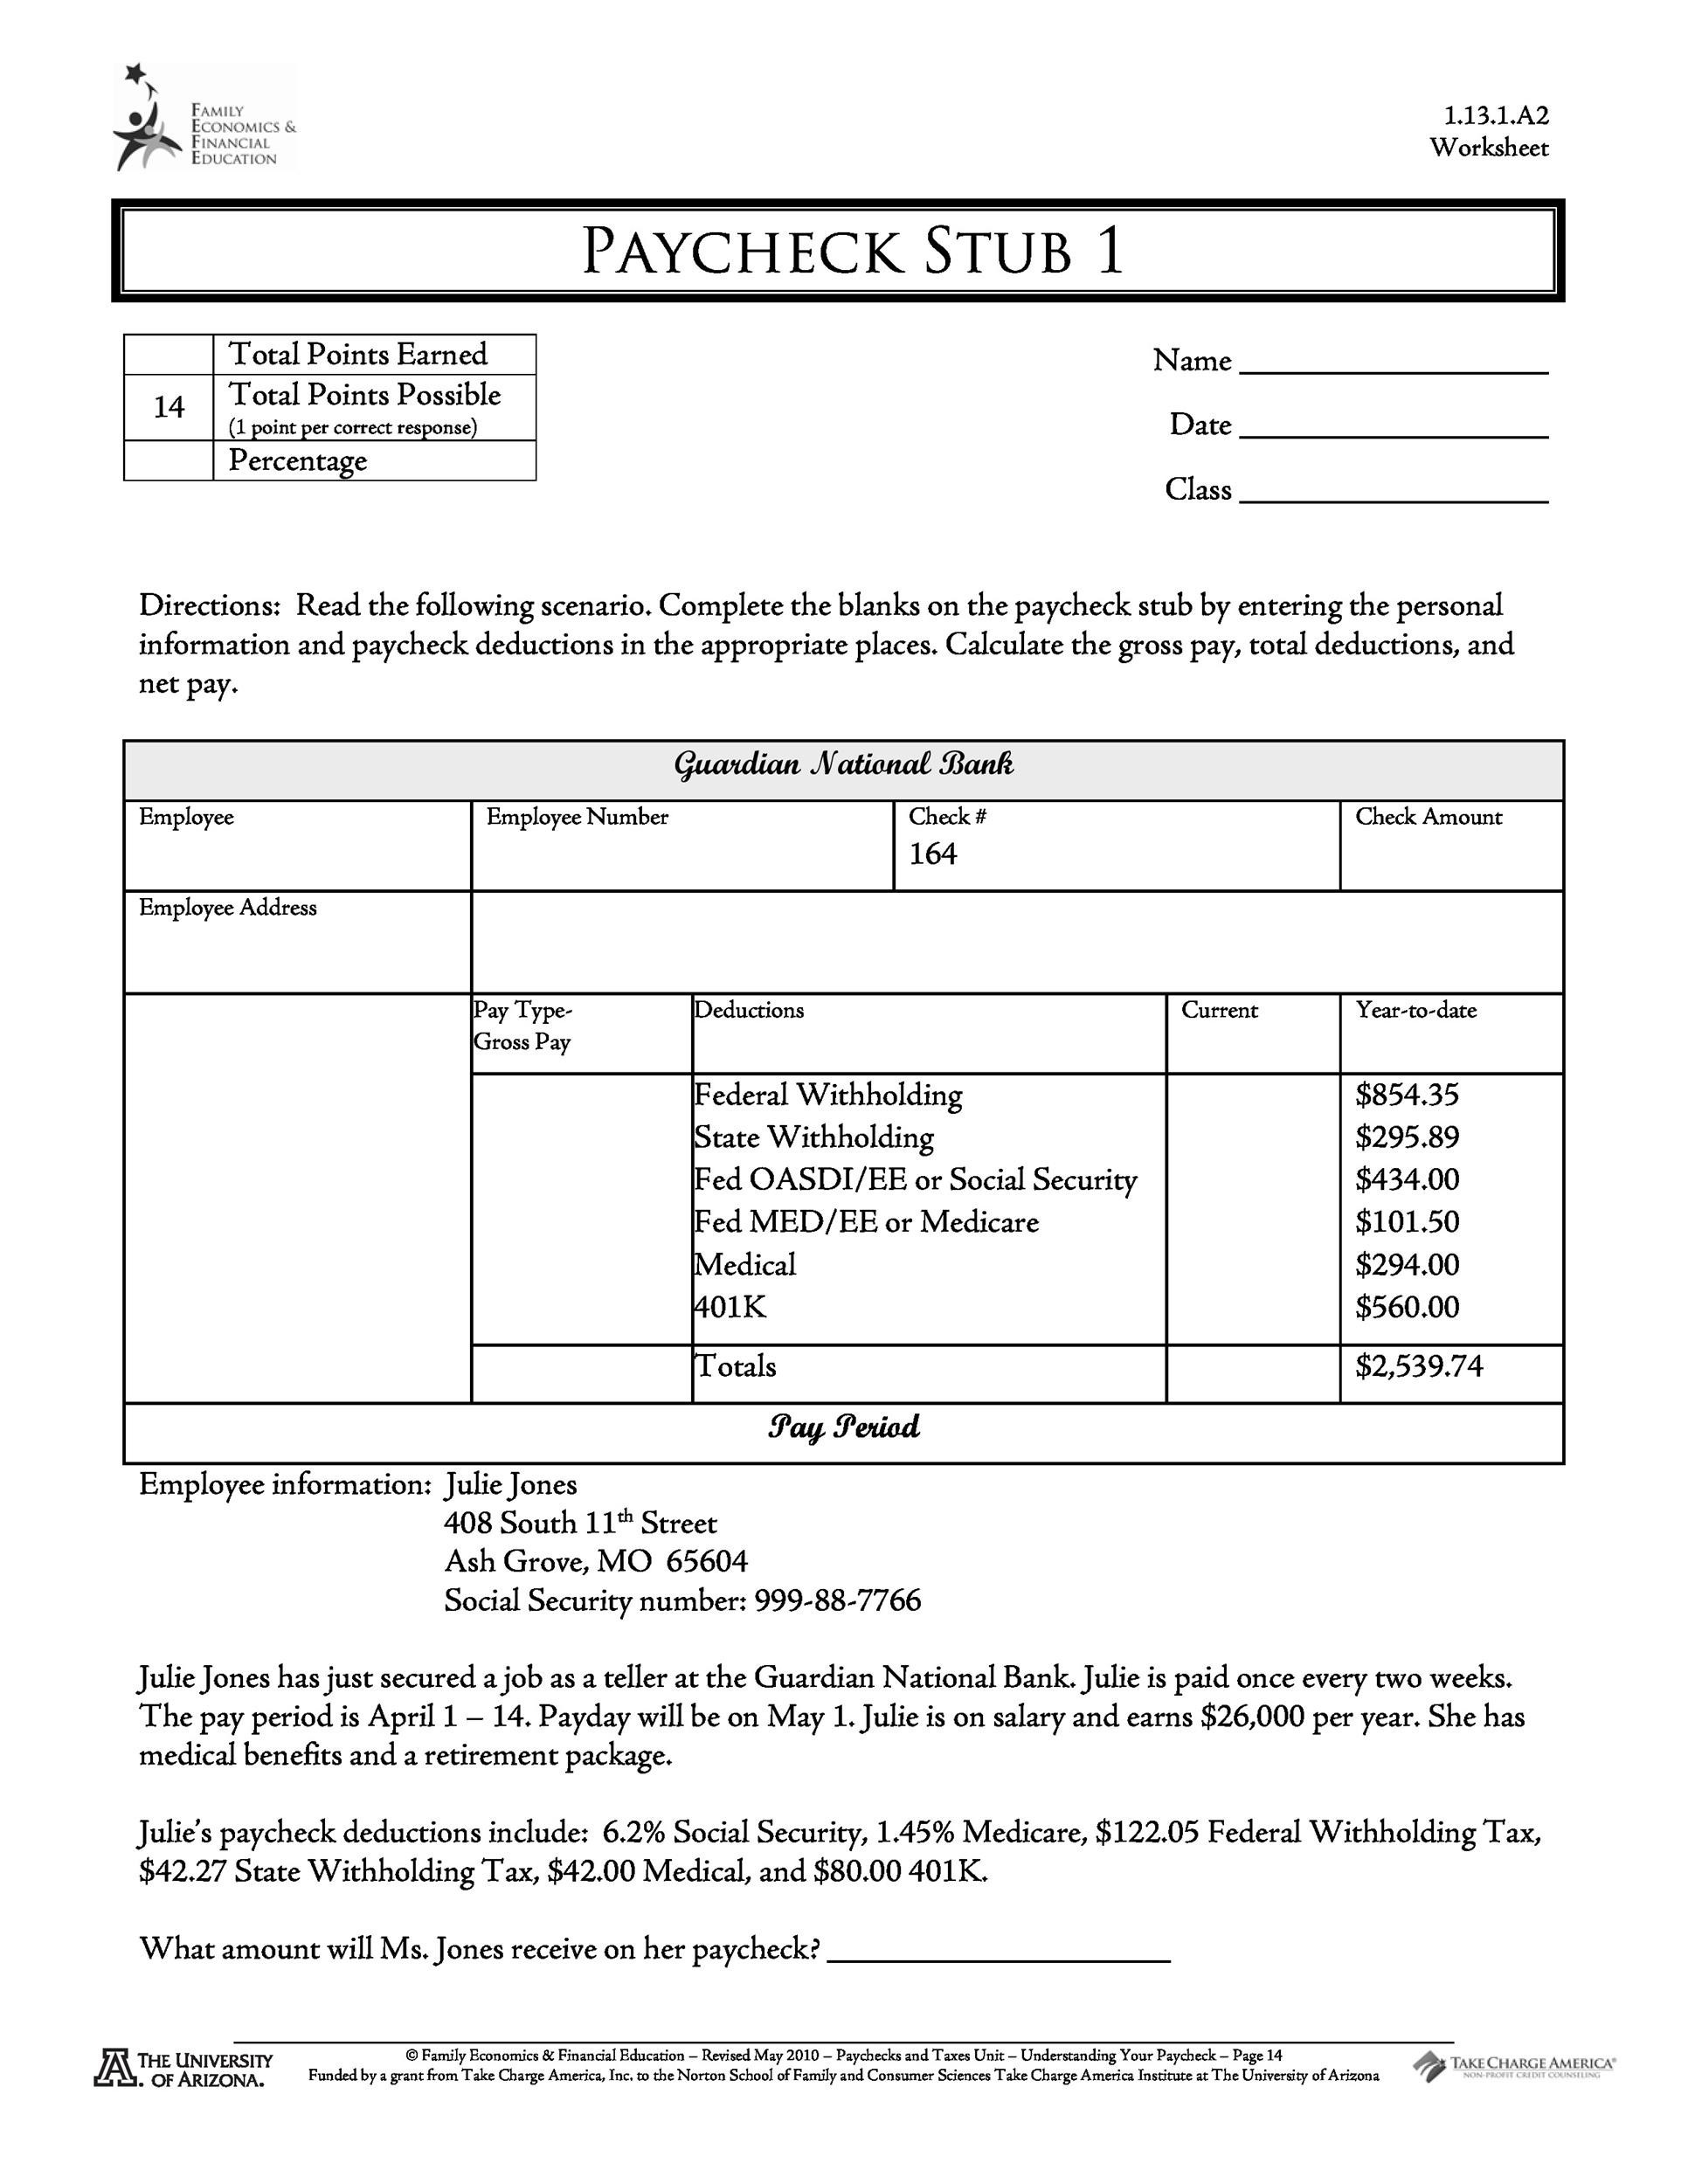 FAMILY
ECONOMICS &
FINANCIAL
EDUCATION
1.13.1.A2
Worksheet
PAYCHECK STUB 1
Total Points Earned
14
Total Points Possible
(1 point per correct response)
Percentage
Name
Date
Class
Directions: Read the following scenario. Complete the blanks on the paycheck stub by entering the personal
information and paycheck deductions in the appropriate places. Calculate the gross pay, total deductions, and
net pay.
Guardian National Bank
Employee Employee Number Check # Check Amount
164
Employee Address
Pay Type- Deductions Current Year-to-date
Gross Pay
Federal Withholding $854.35
State Withholding $295.89
Fed OASDI/EE or Social Security $434.00
Fed MED/EE or Medicare $101.50
Medical $294.00
401K $560.00
Totals $2,539.74
Pay Period
Employee information: Julie Jones
408 South 11th Street
Ash Grove, MO 65604
Social Security number: 999-88-7766
Julie Jones has just secured a job as a teller at the Guardian National Bank. Julie is paid once every two weeks.
The pay period is April 1 – 14. Payday will be on May 1. Julie is on salary and earns $26,000 per year. She has
medical benefits and a retirement package.
Julie's paycheck deductions include: 6.2% Social Security, 1.45% Medicare, $122.05 Federal Withholding Tax,
$42.27 State Withholding Tax, $42.00 Medical, and $80.00 401K.
What amount will Ms. Jones receive on her paycheck?
© Family Economics & Financial Education – Revised May 2010 – Paychecks and Taxes Unit – Understanding Your Paycheck – Page 14
Funded by a grant from Take Charge America, Inc. to the Norton School of Family and Consumer Sciences Take Charge America Institute at The University of Arizona
THE UNIVERSITY
OF ARIZONA.
TAKE CHARGE AMERICA®
NON-PROFIT CREDIT COUNSELING